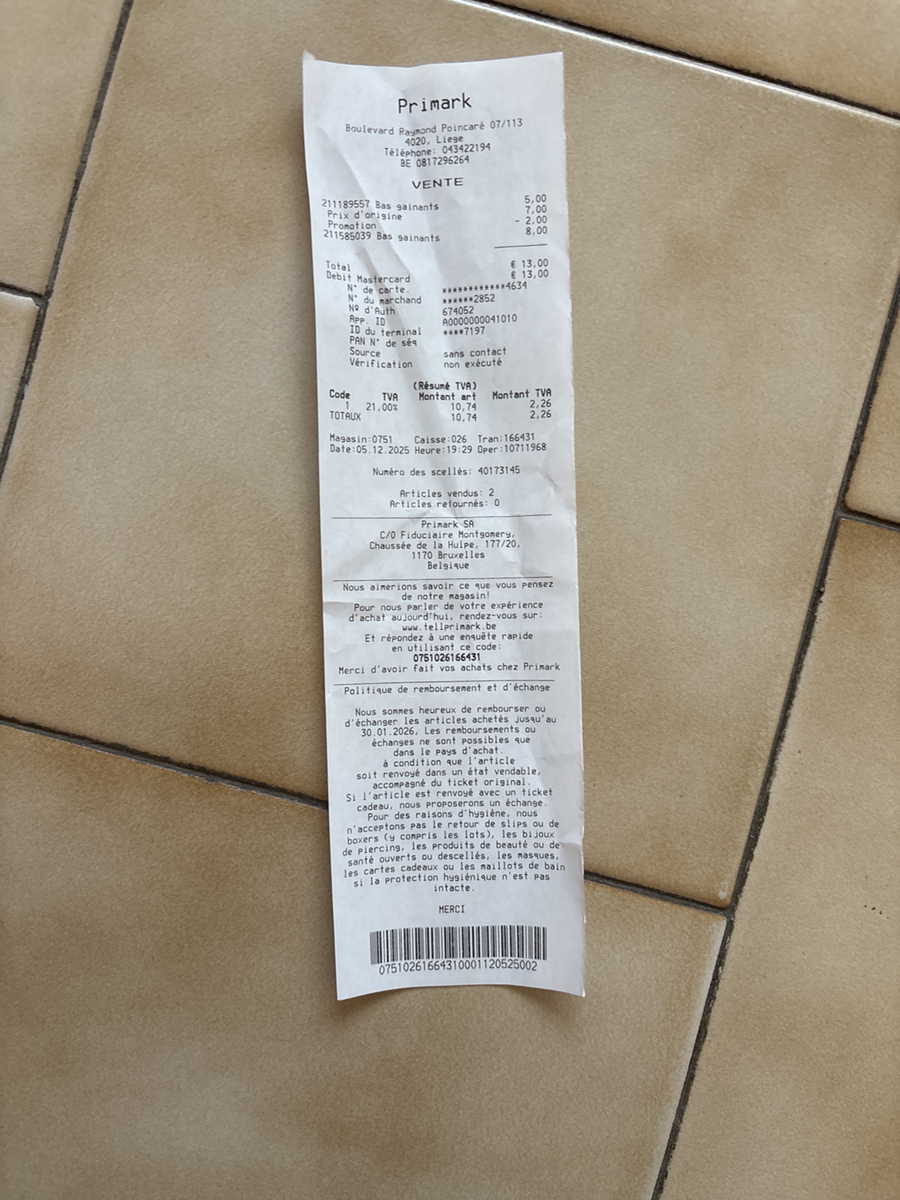 Primark
Boulevard Raymond Poincaré 07/113
4020, Liege
Téléphone: 043422194
BE 0817296264
VENTE
211189557 Bas gainants 5,00
Prix d'origine 7,00
Promotion - 2,00
211585039 Bas gainants 8,00
Total € 13,00
Debit Mastercard € 13,00
N° de carte. ************4634
N° du marchand ******2852
Nº d'Auth 674052
App. ID A0000000041010
ID du terminal ****7197
PAN N° de séq
Source sans contact
Vérification non exécuté
(Résumé TVA)
Code TVA Montant art Montant TVA
1 21,00% 10,74 2,26
TOTAUX 10,74 2,26
Magasin:0751 Caisse:026 Tran:166431
Date:05.12.2025 Heure:19:29 Oper:10711968
Numéro des scellés: 40173145
Articles vendus: 2
Articles retournés: 0
Primark SA
C/O Fiduciaire Montgomery,
Chaussée de la Hulpe, 177/20,
1170 Bruxelles
Belgique
Nous aimerions savoir ce que vous pensez
de notre magasin!
Pour nous parler de votre expérience
d'achat aujourd'hui, rendez-vous sur:
www.tellprimark.be
Et répondez à une enquête rapide
en utilisant ce code:
0751026166431
Merci d'avoir fait vos achats chez Primark
Politique de remboursement et d'échange
Nous sommes heureux de rembourser ou
d'échanger les articles achetés jusqu'au
30.01.2026, Les remboursements ou
échanges ne sont possibles que
dans le pays d'achat.
à condition que l'article
soit renvoyé dans un état vendable,
accompagné du ticket original.
Si l'article est renvoyé avec un ticket
cadeau, nous proposerons un échange.
Pour des raisons d'hygiène, nous
n'acceptons pas le retour de slips ou de
boxers (y compris les lots), les bijoux
de piercing, les produits de beauté ou de
santé ouverts ou descellés, les masques,
les cartes cadeaux ou les maillots de bain
si la protection hygiénique n'est pas
intacte.
MERCI
07510261664310001120525002